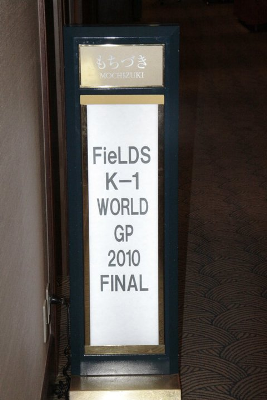 もちづき
MOCHIZUKI
FieLDS
K-1
WORLD
GP
2010
FINAL